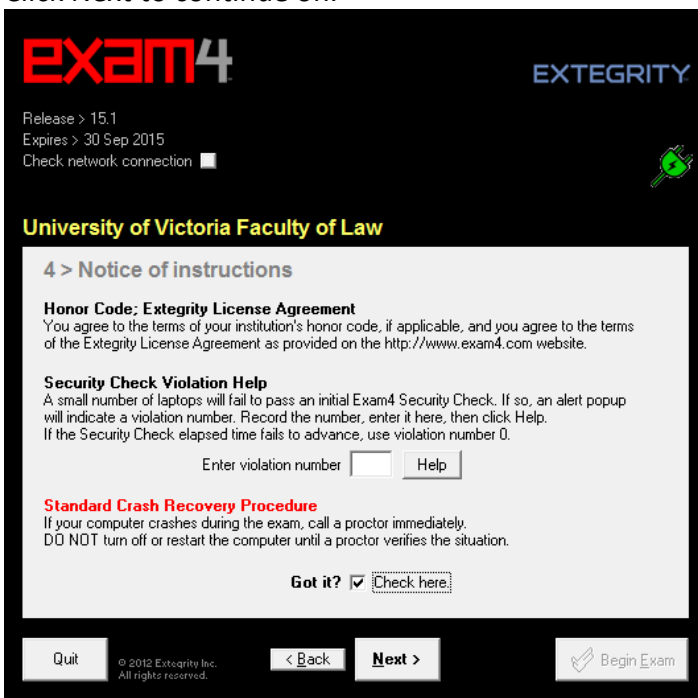 Click Next to continue on.
exam4
EXTEGRITY
Release > 15.1
Expires > 30 Sep 2015
Check network connection
University of Victoria Faculty of Law
4 > Notice of instructions
Honor Code; Extegrity License Agreement
You agree to the terms of your institution's honor code, if applicable, and you agree to the terms
of the Extegrity License Agreement as provided on the http://www.exam4.com website.
Security Check Violation Help
A small number of laptops will fail to pass an initial Exam4 Security Check. If so, an alert popup
will indicate a violation number. Record the number, enter it here, then click Help.
If the Security Check elapsed time fails to advance, use violation number 0.
Enter violation number Help
Standard Crash Recovery Procedure
If your computer crashes during the exam, call a proctor immediately.
DO NOT turn off or restart the computer until a proctor verifies the situation.
Got it? Check here.
Quit
© 2012 Extegrity Inc.
All rights reserved.
< Back
Next >
Begin Exam